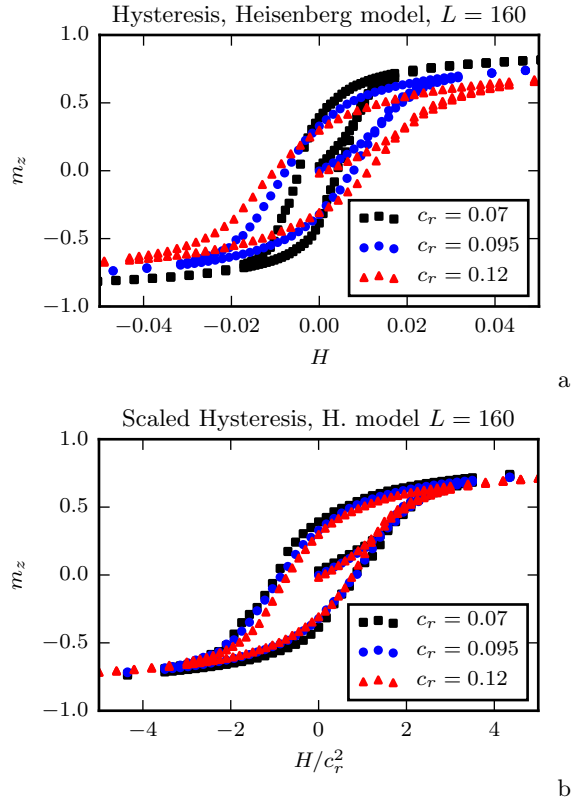 Hysteresis, Heisenberg model, L = 160
1.0
0.5
0.0
−0.5
−1.0
m_z
c_r = 0.07
c_r = 0.095
c_r = 0.12
−0.04 −0.02 0.00 0.02 0.04
H
a
Scaled Hysteresis, H. model L = 160
1.0
0.5
0.0
−0.5
−1.0
m_z
c_r = 0.07
c_r = 0.095
c_r = 0.12
−4 −2 0 2 4
H/c_r^2
b